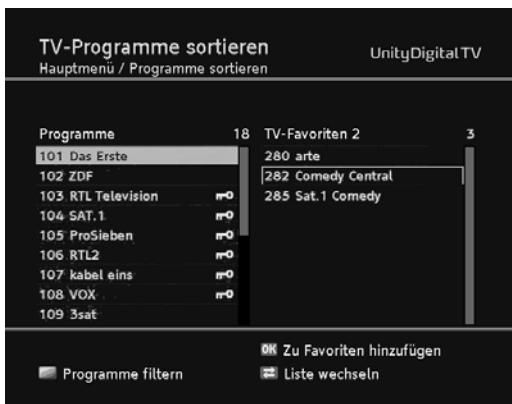 TV-Programme sortieren
UnityDigitalTV
Hauptmenü / Programme sortieren
Programme 18
101 Das Erste
102 ZDF
103 RTL Television
104 SAT.1
105 ProSieben
106 RTL2
107 kabel eins
108 VOX
109 3sat
TV-Favoriten 2 3
280 arte
282 Comedy Central
285 Sat.1 Comedy
OK Zu Favoriten hinzufügen
Programme filtern
Liste wechseln